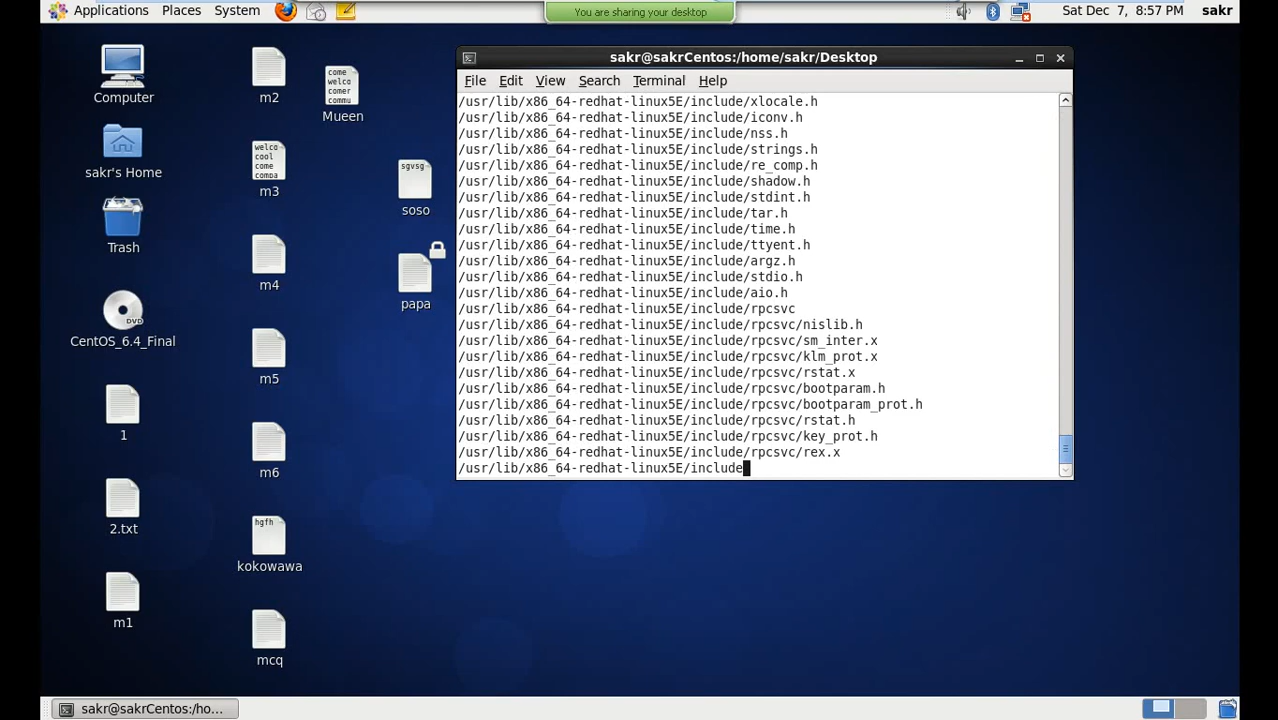 Applications Places System
You are sharing your desktop
Sat Dec 7, 8:57 PM
sakr
Computer
sakr's Home
Trash
DVD
CentOS_6.4_Final
1
2.txt
m1
m2
welco
cool
come
compa
m3
m4
m5
m6
hgfh
kokowawa
mcq
come
welco
comer
commu
Mueen
sgvsg
soso
papa
sakr@sakrCentos:/home/sakr/Desktop
File Edit View Search Terminal Help
/usr/lib/x86_64-redhat-linux5E/include/xlocale.h
/usr/lib/x86_64-redhat-linux5E/include/iconv.h
/usr/lib/x86_64-redhat-linux5E/include/nss.h
/usr/lib/x86_64-redhat-linux5E/include/strings.h
/usr/lib/x86_64-redhat-linux5E/include/re_comp.h
/usr/lib/x86_64-redhat-linux5E/include/shadow.h
/usr/lib/x86_64-redhat-linux5E/include/stdint.h
/usr/lib/x86_64-redhat-linux5E/include/tar.h
/usr/lib/x86_64-redhat-linux5E/include/time.h
/usr/lib/x86_64-redhat-linux5E/include/ttyent.h
/usr/lib/x86_64-redhat-linux5E/include/argz.h
/usr/lib/x86_64-redhat-linux5E/include/stdio.h
/usr/lib/x86_64-redhat-linux5E/include/aio.h
/usr/lib/x86_64-redhat-linux5E/include/rpcsvc
/usr/lib/x86_64-redhat-linux5E/include/rpcsvc/nislib.h
/usr/lib/x86_64-redhat-linux5E/include/rpcsvc/sm_inter.x
/usr/lib/x86_64-redhat-linux5E/include/rpcsvc/klm_prot.x
/usr/lib/x86_64-redhat-linux5E/include/rpcsvc/rstat.x
/usr/lib/x86_64-redhat-linux5E/include/rpcsvc/bootparam.h
/usr/lib/x86_64-redhat-linux5E/include/rpcsvc/bootparam_prot.h
/usr/lib/x86_64-redhat-linux5E/include/rpcsvc/rstat.h
/usr/lib/x86_64-redhat-linux5E/include/rpcsvc/key_prot.h
/usr/lib/x86_64-redhat-linux5E/include/rpcsvc/rex.x
/usr/lib/x86_64-redhat-linux5E/include
sakr@sakrCentos:/ho...